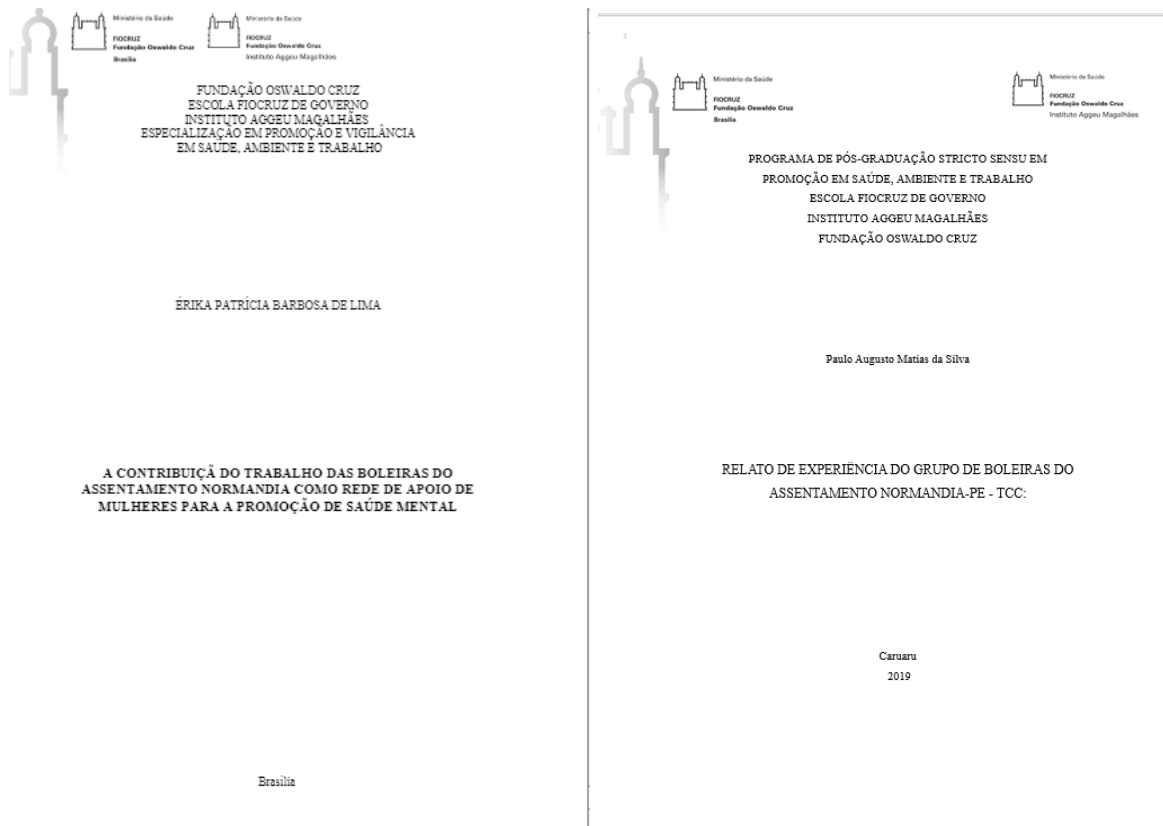 Ministério da Saúde
FIOCRUZ
Fundação Oswaldo Cruz
Brasília
Ministério da Saúde
FIOCRUZ
Fundação Oswaldo Cruz
Instituto Aggeu Magalhães
FUNDAÇÃO OSWALDO CRUZ
ESCOLA FIOCRUZ DE GOVERNO
INSTITUTO AGGEU MAGALHÃES
ESPECIALIZAÇÃO EM PROMOÇÃO E VIGILÂNCIA
EM SAÚDE, AMBIENTE E TRABALHO
ÉRIKA PATRÍCIA BARBOSA DE LIMA
A CONTRIBUIÇÃ DO TRABALHO DAS BOLEIRAS DO
ASSENTAMENTO NORMANDIA COMO REDE DE APOIO DE
MULHERES PARA A PROMOÇÃO DE SAÚDE MENTAL
Brasília
Ministério da Saúde
FIOCRUZ
Fundação Oswaldo Cruz
Brasília
Ministério da Saúde
FIOCRUZ
Fundação Oswaldo Cruz
Instituto Aggeu Magalhães
PROGRAMA DE PÓS-GRADUAÇÃO STRICTO SENSU EM
PROMOÇÃO EM SAÚDE, AMBIENTE E TRABALHO
ESCOLA FIOCRUZ DE GOVERNO
INSTITUTO AGGEU MAGALHÃES
FUNDAÇÃO OSWALDO CRUZ
Paulo Augusto Matias da Silva
RELATO DE EXPERIÊNCIA DO GRUPO DE BOLEIRAS DO
ASSENTAMENTO NORMANDIA-PE - TCC:
Caruaru
2019